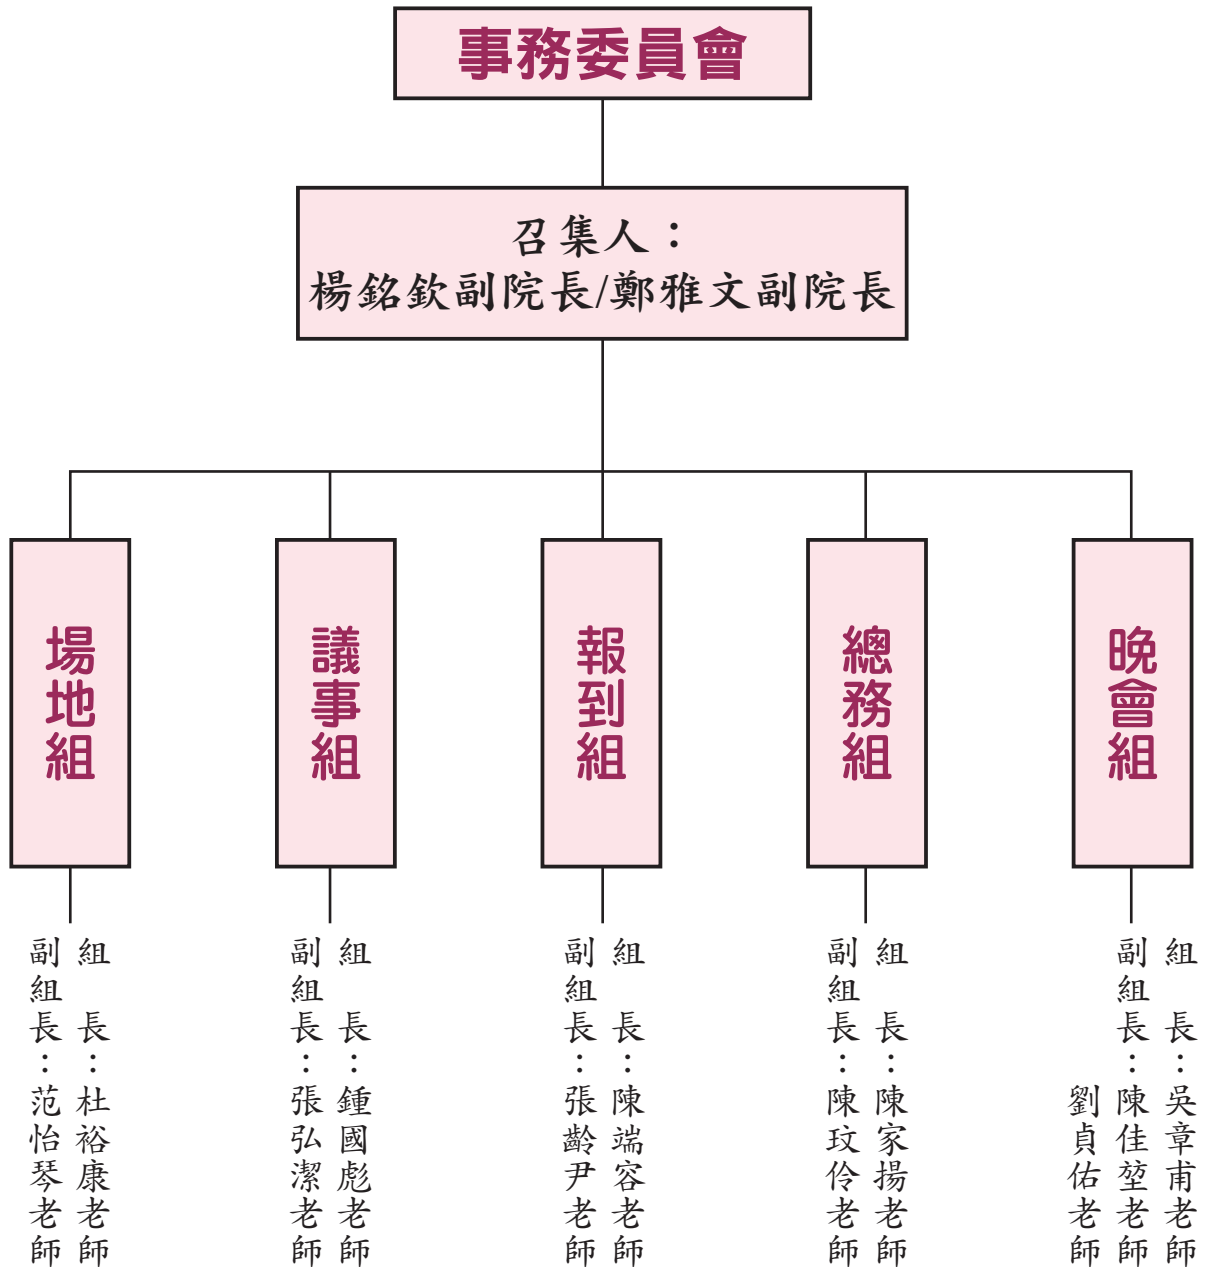 事務委員會
召集人：
楊銘欽副院長/鄭雅文副院長
場地組
議事組
報到組
總務組
晚會組
組　長：杜裕康老師
副組長：范怡琴老師
組　長：鍾國彪老師
副組長：張弘潔老師
組　長：陳端容老師
副組長：張齡尹老師
組　長：陳家揚老師
副組長：陳玟伶老師
組　長：吳章甫老師
副組長：陳佳堃老師
劉貞佑老師